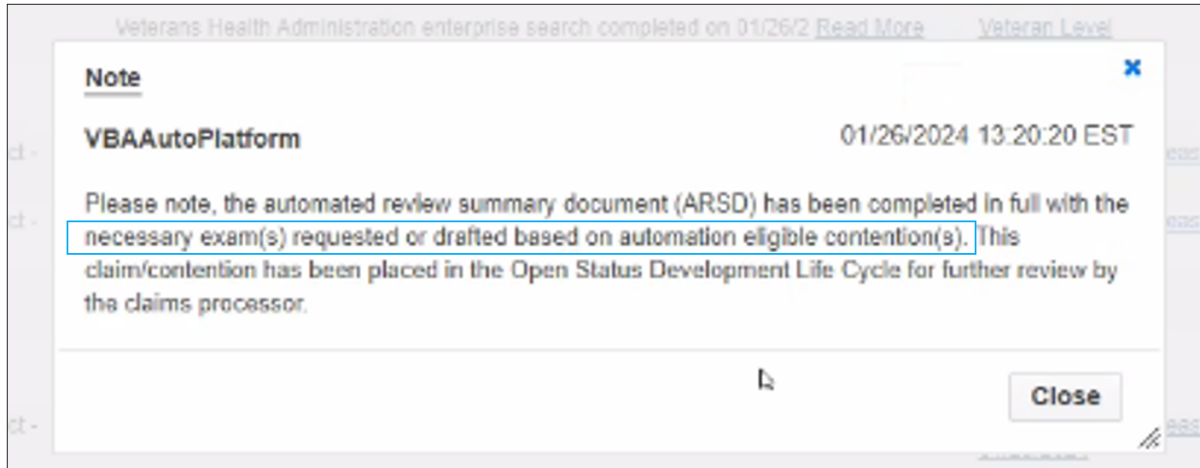 Veterans Health Administration enterprise search completed on 01/26/2 Read More Veteran Level
Note
VBAAutoPlatform 01/26/2024 13:20:20 EST
Please note, the automated review summary document (ARSD) has been completed in full with the
necessary exam(s) requested or drafted based on automation eligible contention(s). This
claim/contention has been placed in the Open Status Development Life Cycle for further review by
the claims processor.
Close